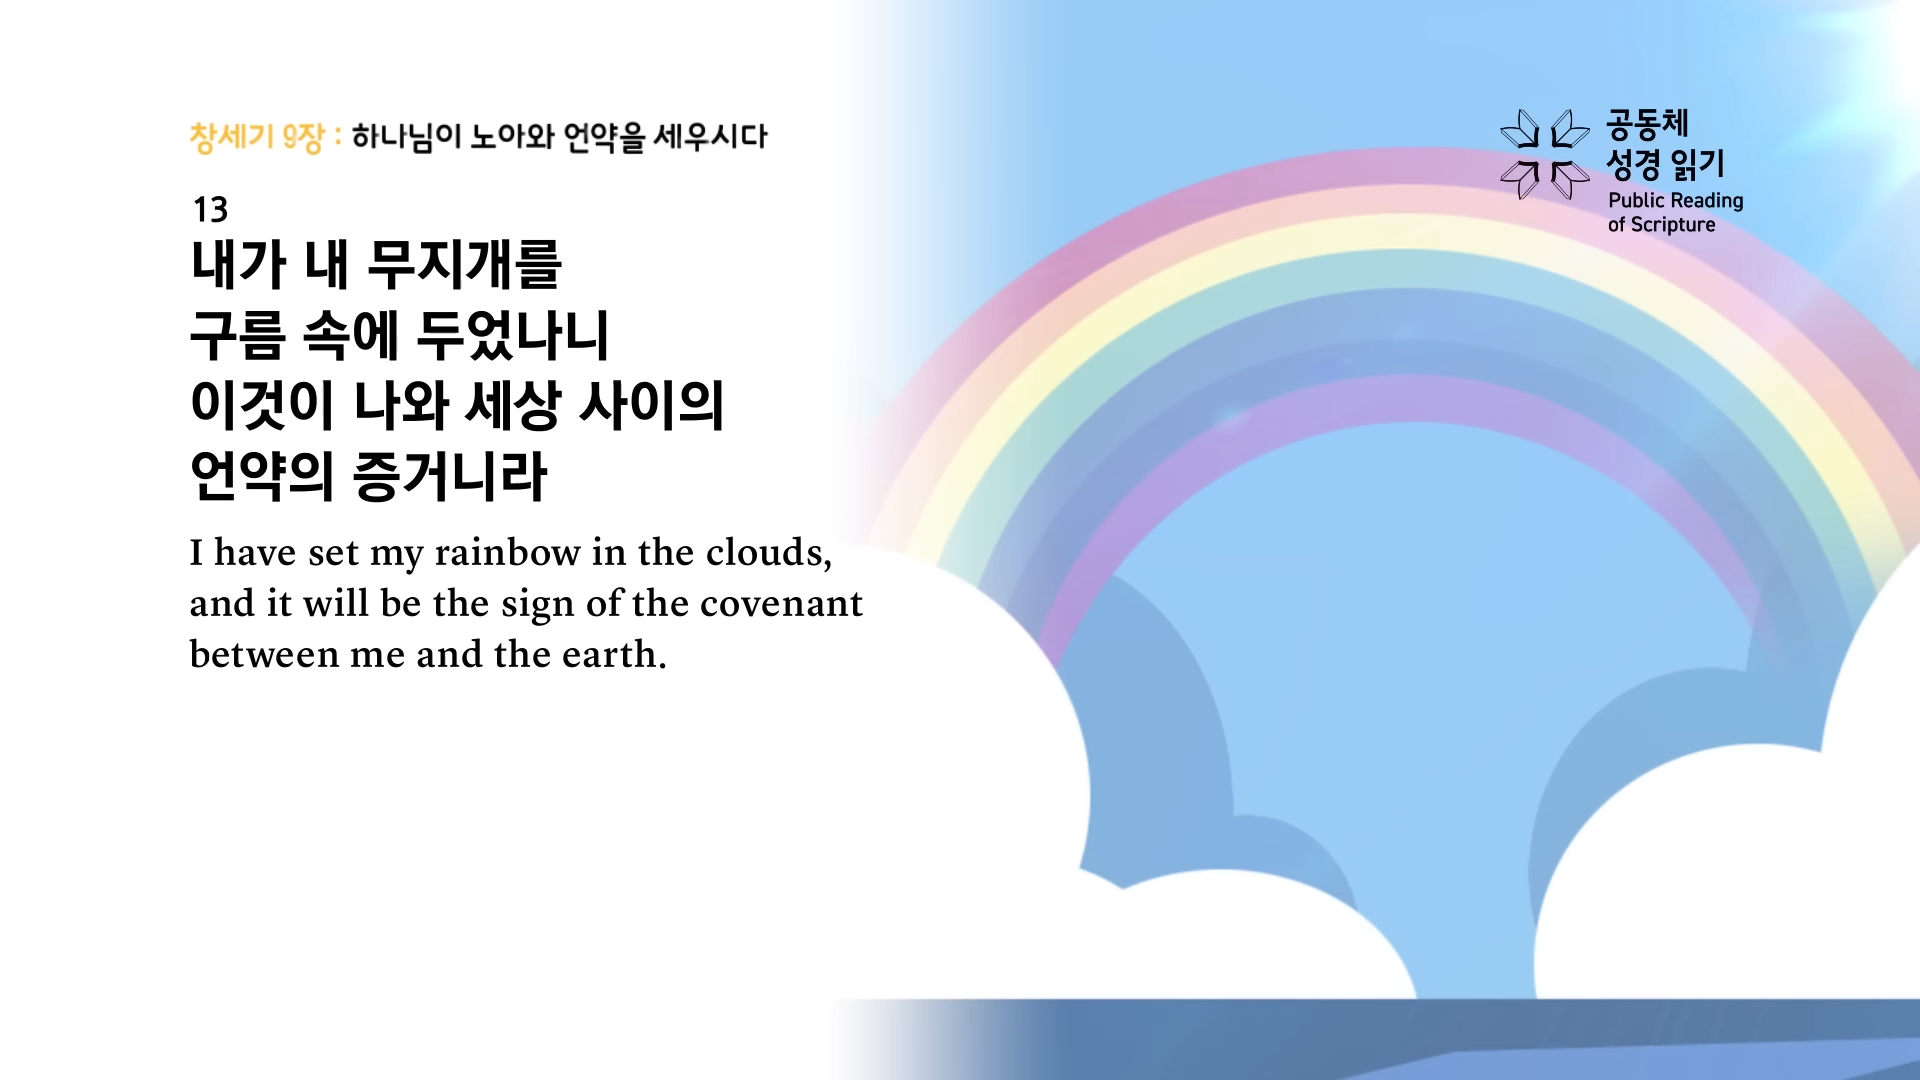 창세기 9장 : 하나님이 노아와 언약을 세우시다
13
내가 내 무지개를
구름 속에 두었나니
이것이 나와 세상 사이의
언약의 증거니라
I have set my rainbow in the clouds,
and it will be the sign of the covenant
between me and the earth.
공동체
성경 읽기
Public Reading
of Scripture